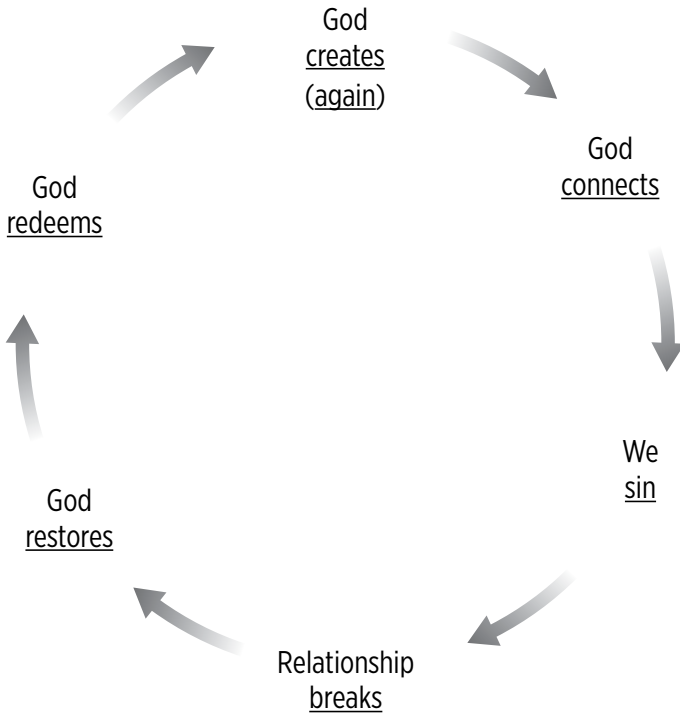 God
creates
(again)
God
connects
We
sin
Relationship
breaks
God
restores
God
redeems